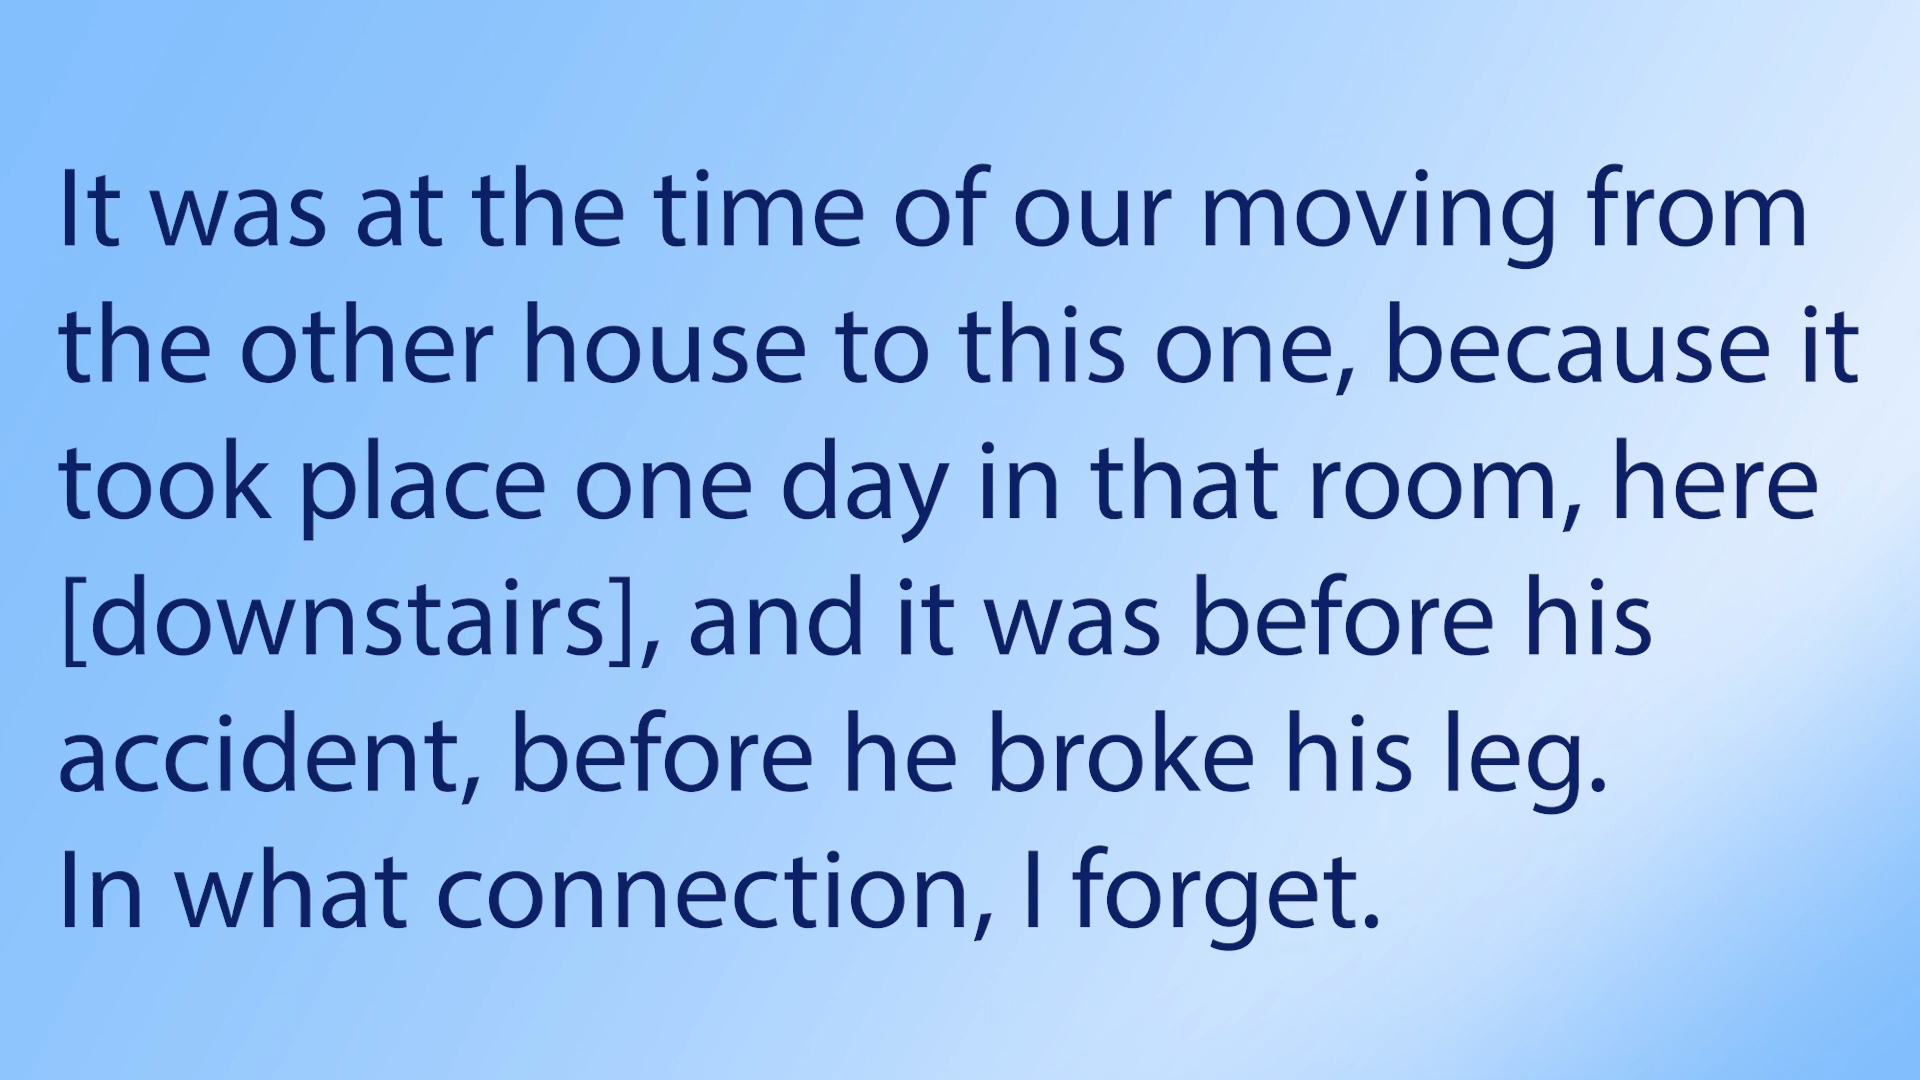 It was at the time of our moving from
the other house to this one, because it
took place one day in that room, here
[downstairs], and it was before his
accident, before he broke his leg.
In what connection, I forget.